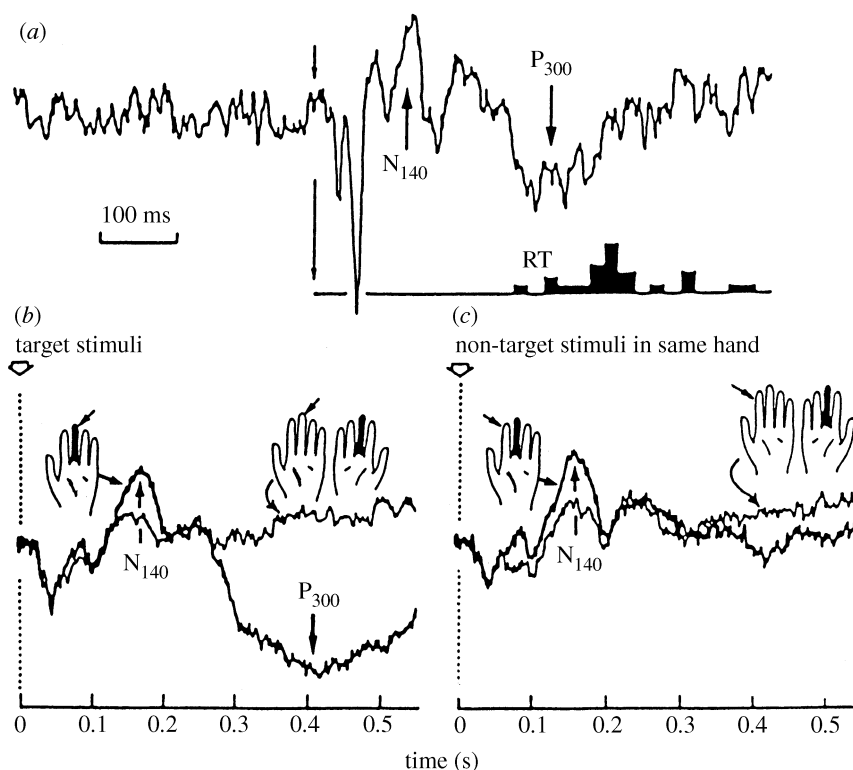 (a)
P300
N140
100 ms
RT
(b)
target stimuli
N140
P300
0 0.1 0.2 0.3 0.4 0.5
(c)
non-target stimuli in same hand
N140
0 0.1 0.2 0.3 0.4 0.5
time (s)